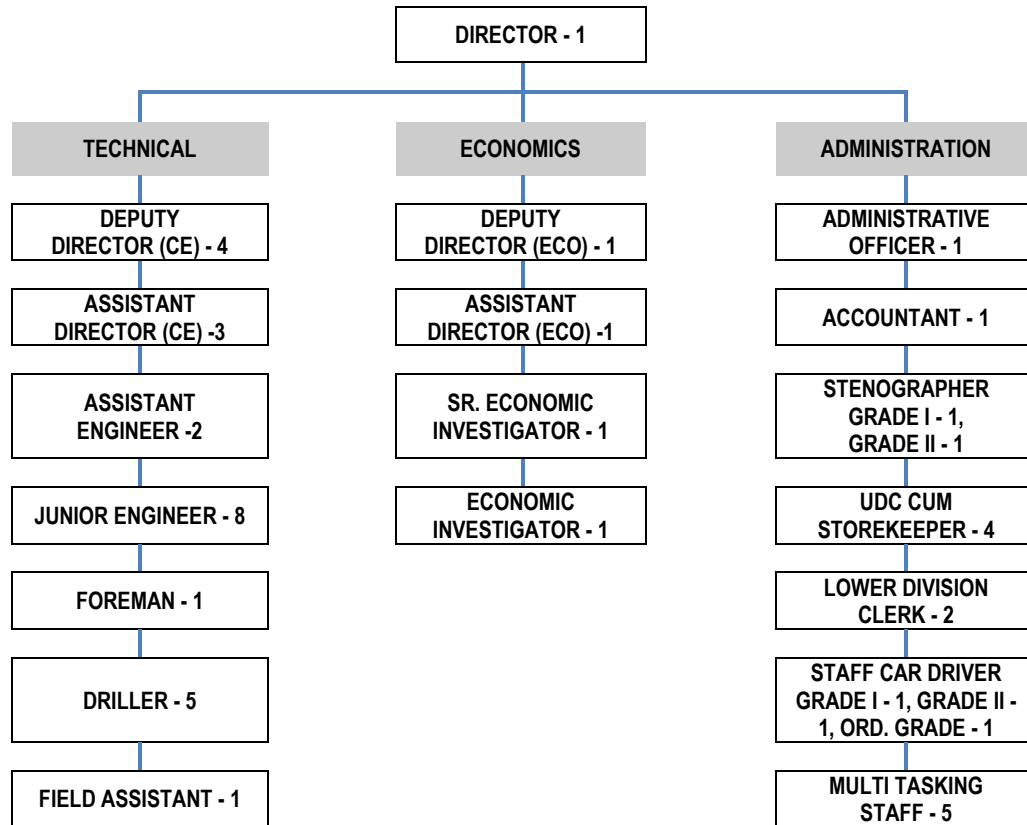 DIRECTOR - 1
TECHNICAL
ECONOMICS
ADMINISTRATION
DEPUTY
DIRECTOR (CE) - 4
DEPUTY
DIRECTOR (ECO) - 1
ADMINISTRATIVE
OFFICER - 1
ASSISTANT
DIRECTOR (CE) -3
ASSISTANT
DIRECTOR (ECO) -1
ACCOUNTANT - 1
ASSISTANT
ENGINEER -2
SR. ECONOMIC
INVESTIGATOR - 1
STENOGRAPHER
GRADE I - 1,
GRADE II - 1
JUNIOR ENGINEER - 8
ECONOMIC
INVESTIGATOR - 1
UDC CUM
STOREKEEPER - 4
FOREMAN - 1
LOWER DIVISION
CLERK - 2
DRILLER - 5
STAFF CAR DRIVER
GRADE I - 1, GRADE II -
1, ORD. GRADE - 1
FIELD ASSISTANT - 1
MULTI TASKING
STAFF - 5